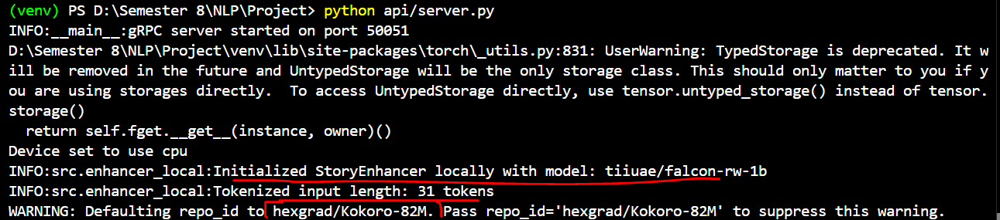 (venv) PS D:\Semester 8\NLP\Project> python api/server.py
INFO:__main__:gRPC server started on port 50051
D:\Semester 8\NLP\Project\venv\lib\site-packages\torch\_utils.py:831: UserWarning: TypedStorage is deprecated. It w
ill be removed in the future and UntypedStorage will be the only storage class. This should only matter to you if y
ou are using storages directly.  To access UntypedStorage directly, use tensor.untyped_storage() instead of tensor.
storage()
  return self.fget.__get__(instance, owner)()
Device set to use cpu
INFO:src.enhancer_local:Initialized StoryEnhancer locally with model: tiiuae/falcon-rw-1b
INFO:src.enhancer_local:Tokenized input length: 31 tokens
WARNING: Defaulting repo_id to hexgrad/Kokoro-82M. Pass repo_id='hexgrad/Kokoro-82M' to suppress this warning.